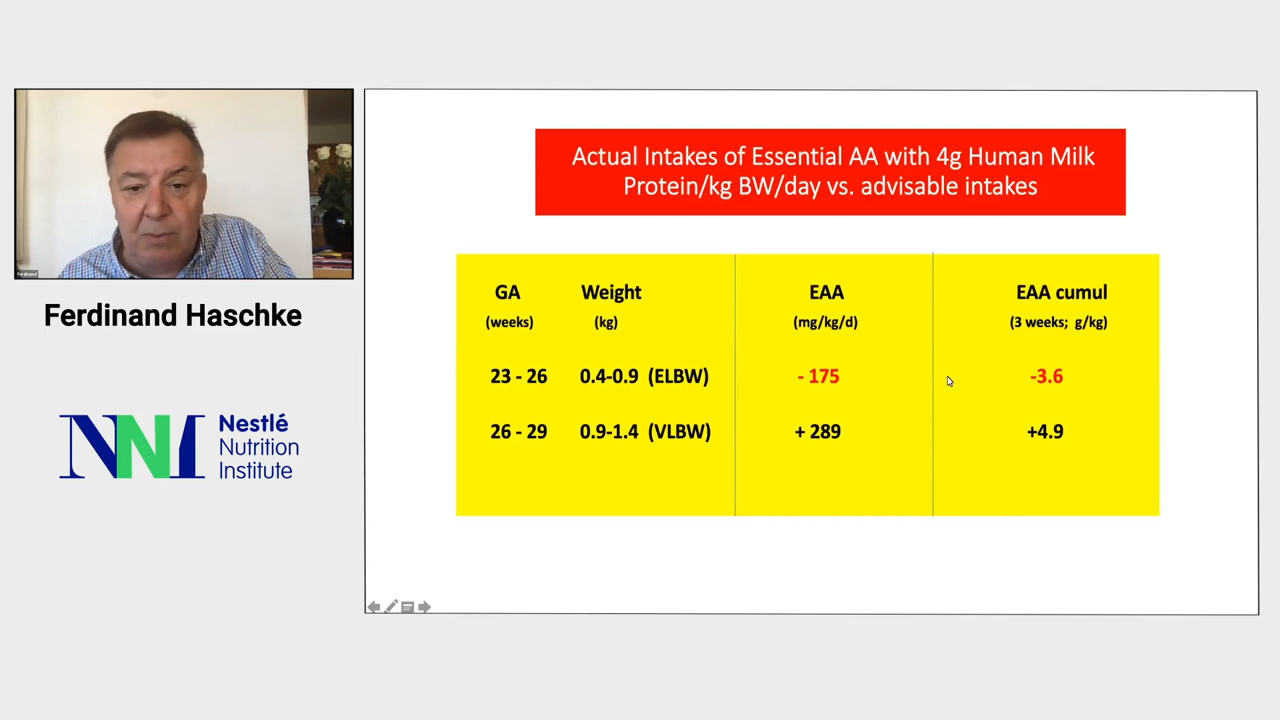 Ferdinand
Ferdinand Haschke
NNI
Nestlé
Nutrition
Institute
Actual Intakes of Essential AA with 4g Human Milk
Protein/kg BW/day vs. advisable intakes
GA Weight EAA EAA cumul
(weeks) (kg) (mg/kg/d) (3 weeks; g/kg)
23 - 26 0.4-0.9 (ELBW) - 175 -3.6
26 - 29 0.9-1.4 (VLBW) + 289 +4.9